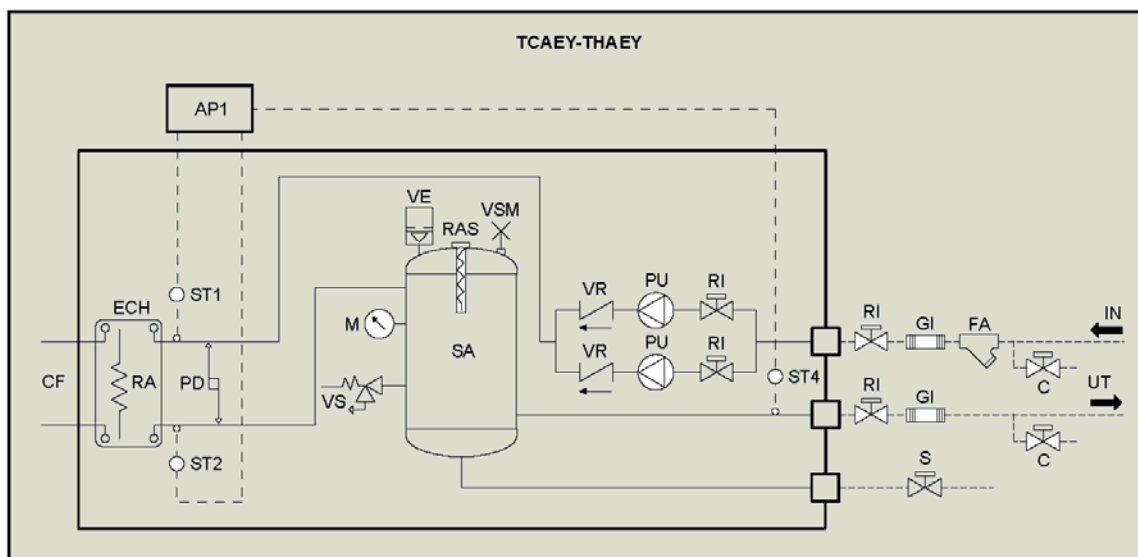 TCAEY-THAEY
AP1
VE
RAS
VSM
ST1
ECH
M
SA
VR
PU
RI
VR
PU
RI
RI
GI
FA
IN
CF
RA
PD
VS
ST4
C
RI
GI
UT
ST2
C
S